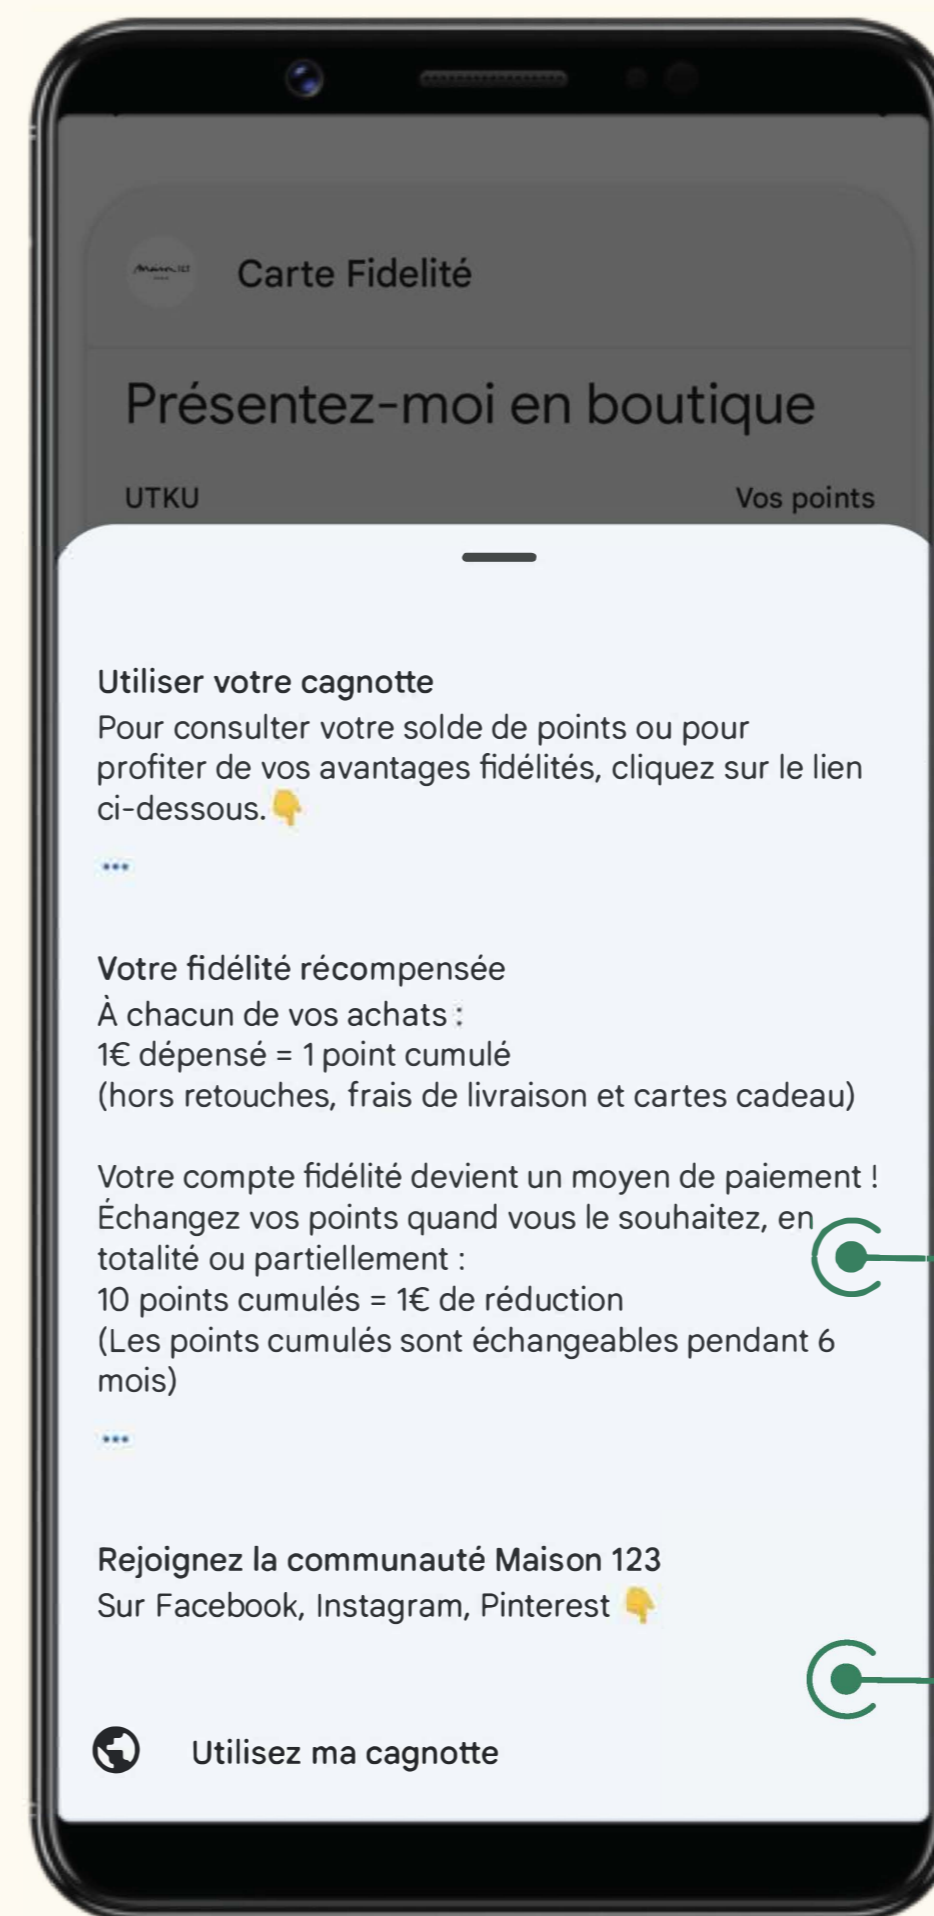 Maison 123
Carte Fidelité
Présentez-moi en boutique
UTKU
Vos points
Utiliser votre cagnotte
Pour consulter votre solde de points ou pour
profiter de vos avantages fidélités, cliquez sur le lien
ci-dessous.👇
...
Votre fidélité récompensée
À chacun de vos achats :
1€ dépensé = 1 point cumulé
(hors retouches, frais de livraison et cartes cadeau)
Votre compte fidélité devient un moyen de paiement !
Échangez vos points quand vous le souhaitez, en
totalité ou partiellement :
10 points cumulés = 1€ de réduction
(Les points cumulés sont échangeables pendant 6
mois)
...
Rejoignez la communauté Maison 123
Sur Facebook, Instagram, Pinterest 👇
Utilisez ma cagnotte